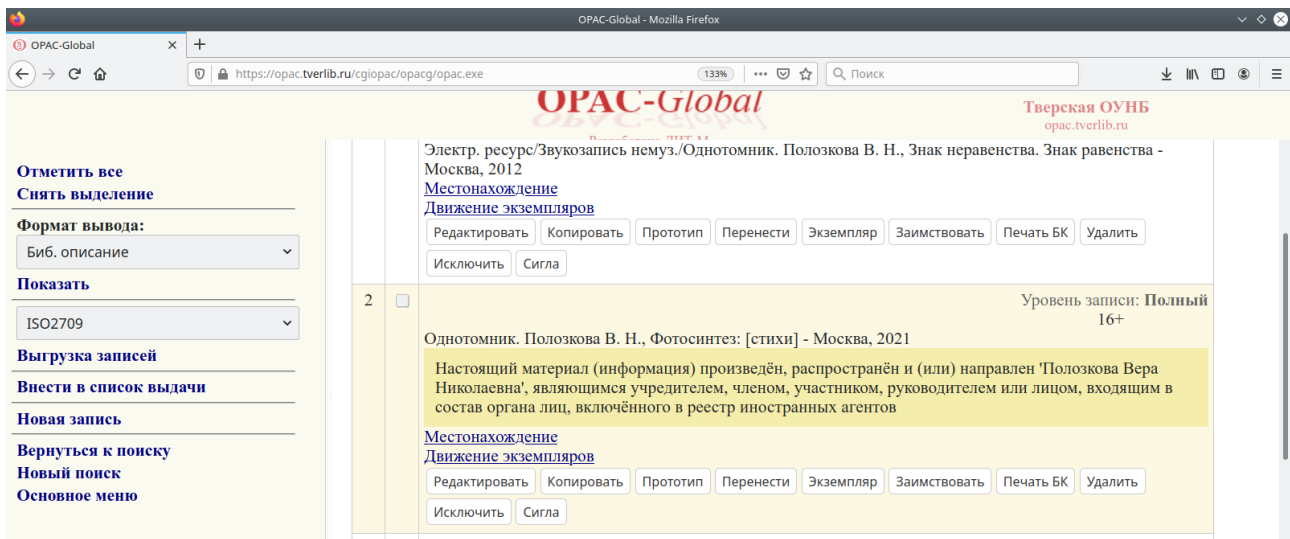 OPAC-Global - Mozilla Firefox
OPAC-Global
https://opac.tverlib.ru/cgiopac/opacg/opac.exe
133%
Поиск
OPAC-Global
Тверская ОУНБ
opac.tverlib.ru
Отметить все
Снять выделение
Формат вывода:
Биб. описание
Показать
ISO2709
Выгрузка записей
Внести в список выдачи
Новая запись
Вернуться к поиску
Новый поиск
Основное меню
Электр. ресурс/Звукозапись немуз./Однотомник. Полозкова В. Н., Знак неравенства. Знак равенства -
Москва, 2012
Местонахождение
Движение экземпляров
Редактировать Копировать Прототип Перенести Экземпляр Заимствовать Печать БК Удалить
Исключить Сигла
2
Уровень записи: Полный
16+
Однотомник. Полозкова В. Н., Фотосинтез: [стихи] - Москва, 2021
Настоящий материал (информация) произведён, распространён и (или) направлен 'Полозкова Вера
Николаевна', являющимся учредителем, членом, участником, руководителем или лицом, входящим в
состав органа лиц, включённого в реестр иностранных агентов
Местонахождение
Движение экземпляров
Редактировать Копировать Прототип Перенести Экземпляр Заимствовать Печать БК Удалить
Исключить Сигла